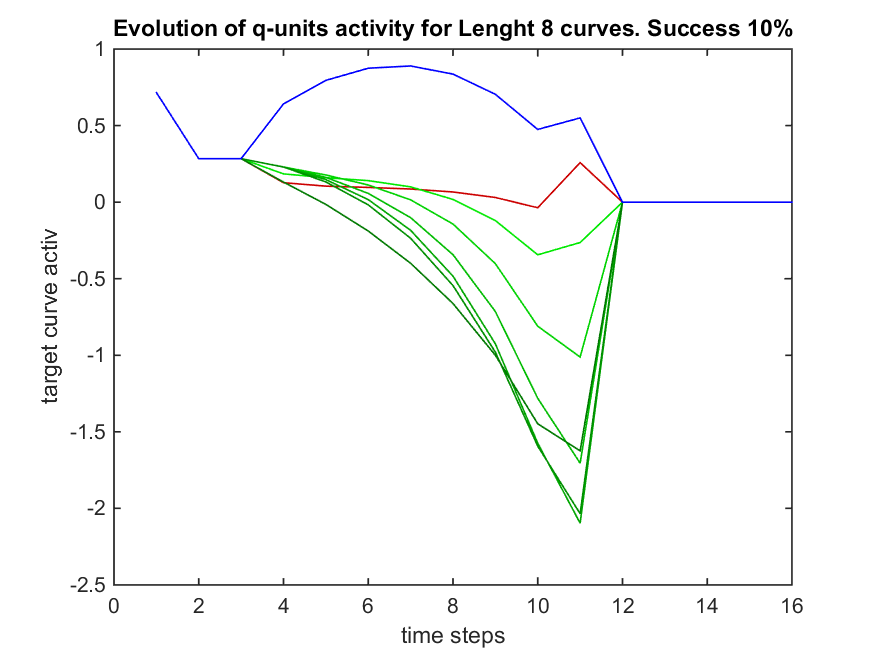 Evolution of q-units activity for Lenght 8 curves. Success 10%
1
0.5
0
-0.5
-1
-1.5
-2
-2.5
target curve activ
0 2 4 6 8 10 12 14 16
time steps